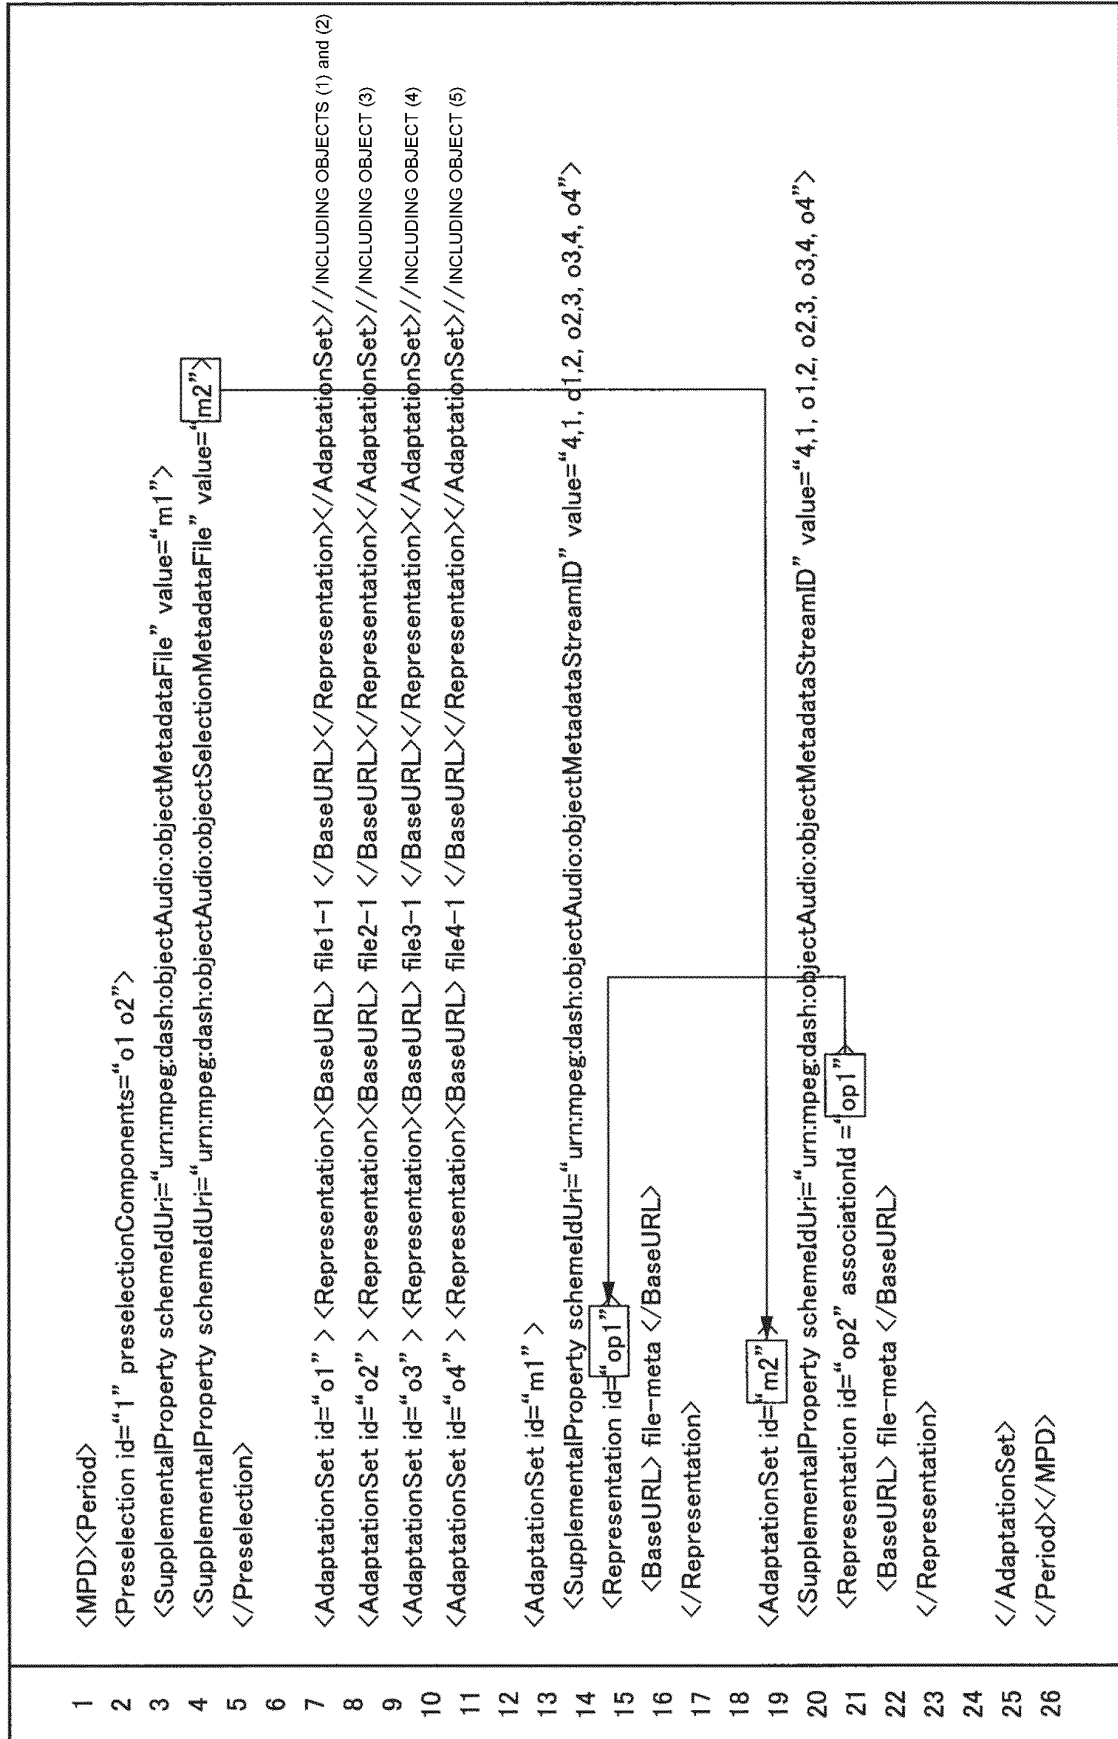 1 <MPD><Period>
2 <Preselection id="1" preselectionComponents="o1 o2">
3 <SupplementalProperty schemeIdUri="urn:mpeg:dash:objectAudio:objectMetadataFile" value="m1">
4 <SupplementalProperty schemeIdUri="urn:mpeg:dash:objectAudio:objectSelectionMetadataFile" value="m2">
5 </Preselection>
6
7 <AdaptationSet id="o1" > <Representation><BaseURL> file1-1 </BaseURL></Representation></AdaptationSet>//INCLUDING OBJECTS (1) and (2)
8 <AdaptationSet id="o2" > <Representation><BaseURL> file2-1 </BaseURL></Representation></AdaptationSet>//INCLUDING OBJECT (3)
9 <AdaptationSet id="o3" > <Representation><BaseURL> file3-1 </BaseURL></Representation></AdaptationSet>//INCLUDING OBJECT (4)
10 <AdaptationSet id="o4" > <Representation><BaseURL> file4-1 </BaseURL></Representation></AdaptationSet>//INCLUDING OBJECT (5)
11
12
13 <AdaptationSet id="m1" >
14 <SupplementalProperty schemeIdUri="urn:mpeg:dash:objectAudio:objectMetadataStreamID" value="4,1, o1,2, o2,3, o3,4, o4">
15 <Representation id="op1">
16 <BaseURL> file-meta </BaseURL>
17 </Representation>
18
19 <AdaptationSet id="m2">
20 <SupplementalProperty schemeIdUri="urn:mpeg:dash:objectAudio:objectMetadataStreamID" value="4,1, o1,2, o2,3, o3,4, o4">
21 <Representation id="op2" associationId ="op1">
22 <BaseURL> file-meta </BaseURL>
23 </Representation>
24
25 </AdaptationSet>
26 </Period></MPD>